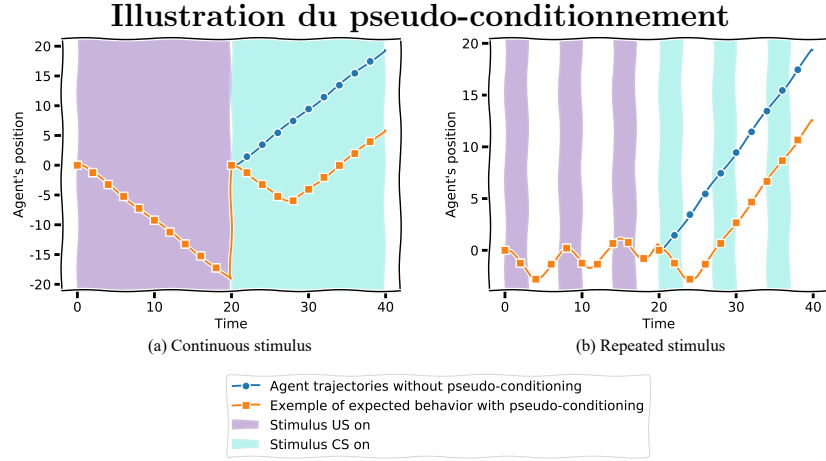 Illustration du pseudo-conditionnement
20
15
10
5
0
-5
-10
-15
-20
Agent's position
0 10 20 30 40
Time
(a) Continuous stimulus
20
15
10
5
0
Agent's position
0 10 20 30 40
Time
(b) Repeated stimulus
Agent trajectories without pseudo-conditioning
Exemple of expected behavior with pseudo-conditioning
Stimulus US on
Stimulus CS on